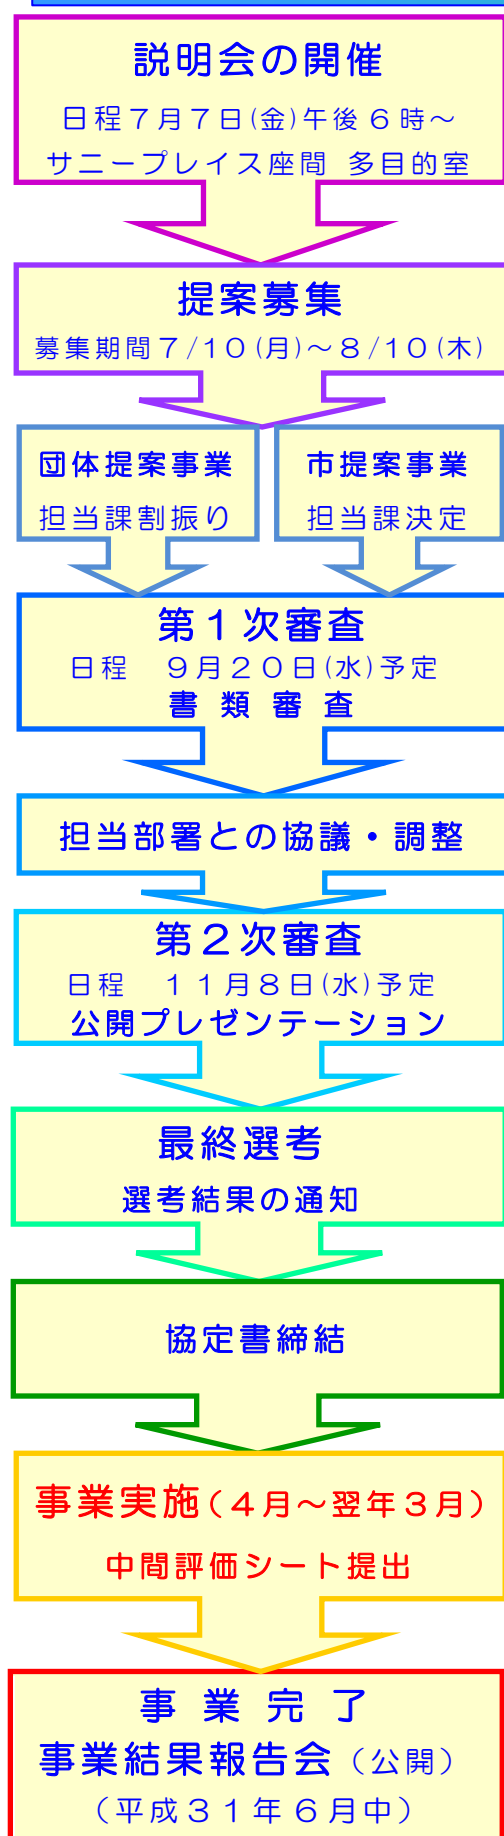 説明会の開催
日程７月７日(金)午後６時～
サニープレイス座間 多目的室
提案募集
募集期間７/１０(月)～８/１０(木)
団体提案事業
担当課割振り
市提案事業
担当課決定
第１次審査
日程　９月２０日(水)予定
書 類 審 査
担当部署との協議・調整
第２次審査
日程　１１月８日(水)予定
公開プレゼンテーション
最終選考
選考結果の通知
協定書締結
事業実施(４月～翌年３月)
中間評価シート提出
事 業 完 了
事業結果報告会（公開）
（平成３１年６月中）